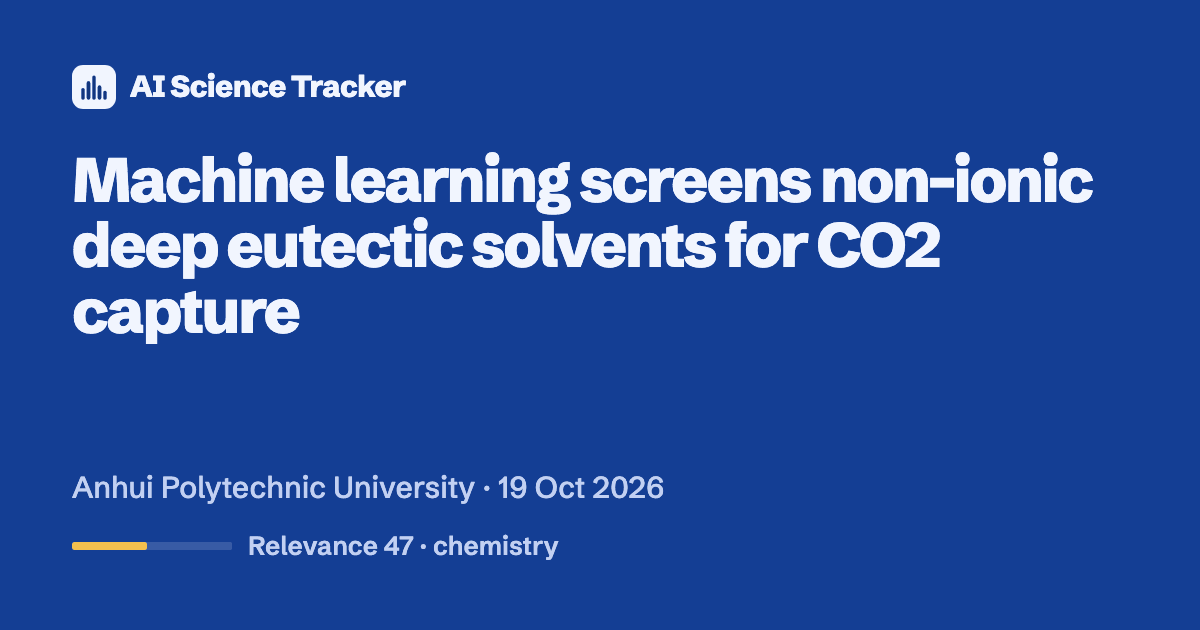 AI Science Tracker
Machine learning screens non-ionic
deep eutectic solvents for CO2
capture
Anhui Polytechnic University · 19 Oct 2026
Relevance 47 · chemistry